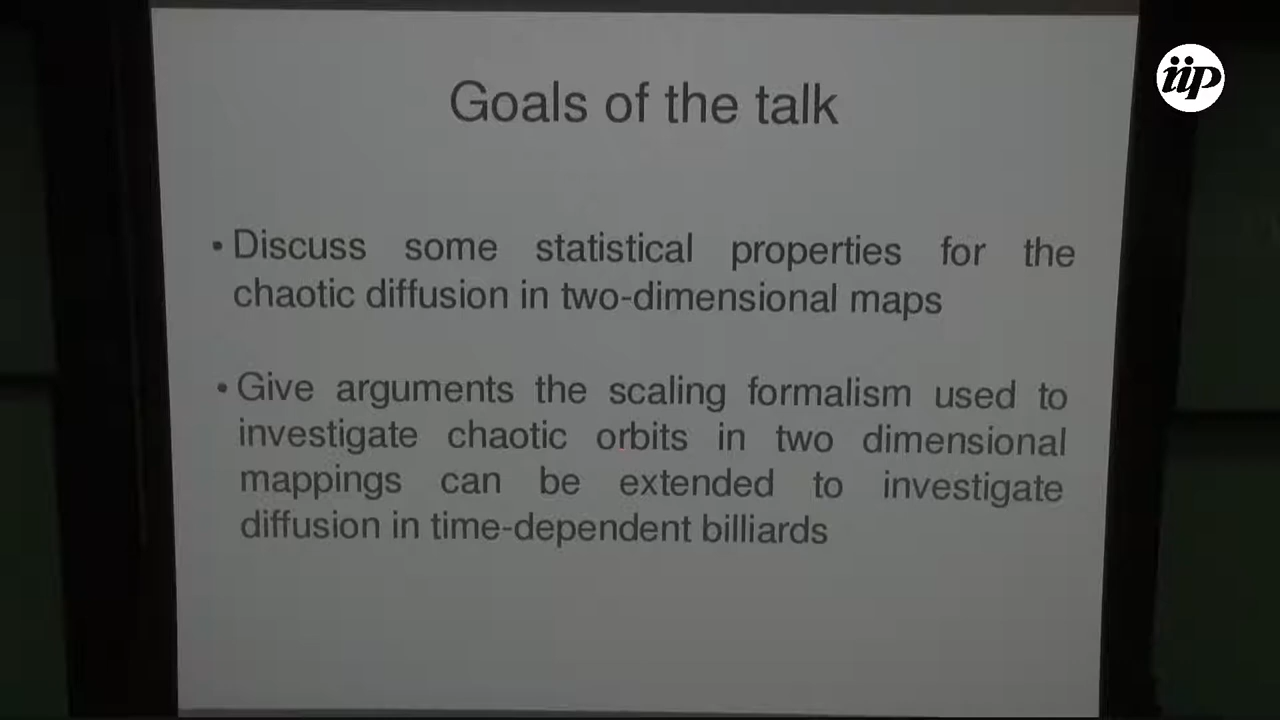 iip
Goals of the talk
• Discuss some statistical properties for the
chaotic diffusion in two-dimensional maps
• Give arguments the scaling formalism used to
investigate chaotic orbits in two dimensional
mappings can be extended to investigate
diffusion in time-dependent billiards